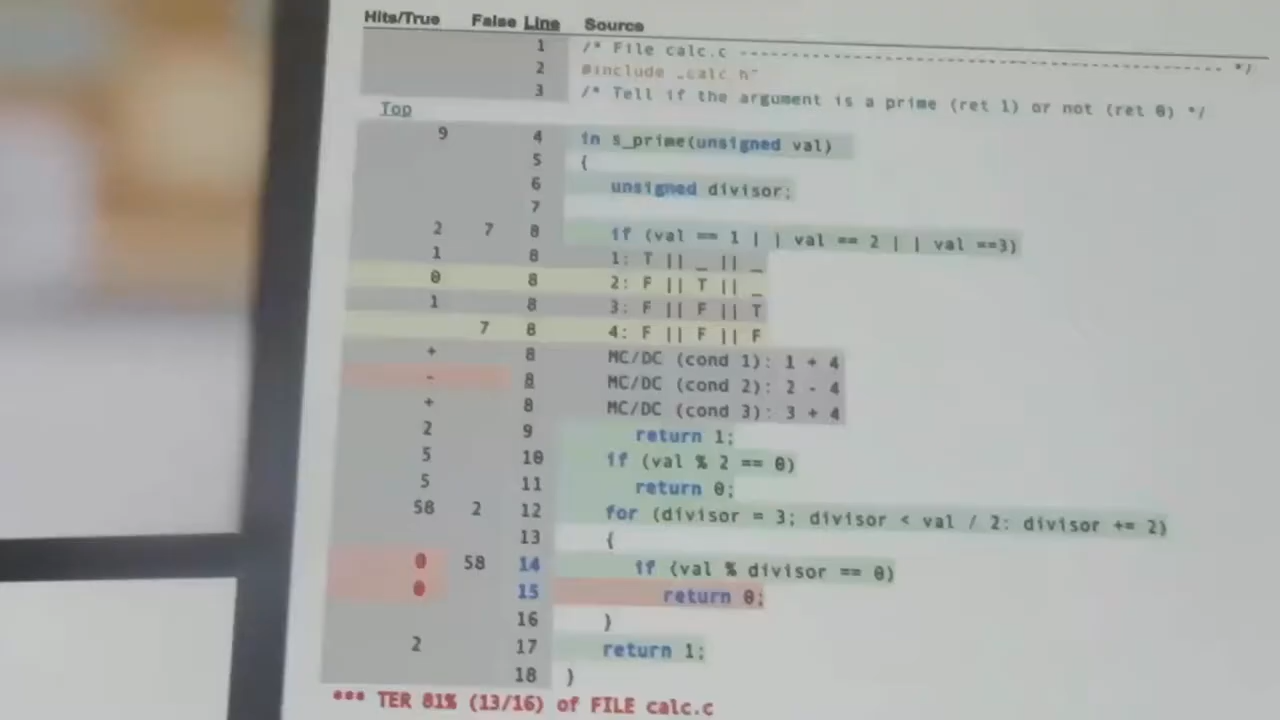 Hits/True False Line Source
1 /* File calc.c ------------------------------------------------ */
2 @include „calc h"
3 /* Tell if the argument is a prime (ret 1) or not (ret 0) */
Top
9 4 in s_prime(unsigned val)
5 {
6 unsigned divisor;
7
2 7 8 if (val == 1 | | val == 2 | | val ==3)
1 8 1: T || _ || _
0 8 2: F || T || _
1 8 3: F || F || T
7 8 4: F || F || F
+ 8 MC/DC (cond 1): 1 + 4
- 8 MC/DC (cond 2): 2 - 4
+ 8 MC/DC (cond 3): 3 + 4
2 9 return 1;
5 10 if (val % 2 == 0)
5 11 return 0;
58 2 12 for (divisor = 3; divisor < val / 2: divisor += 2)
13 {
0 58 14 if (val % divisor == 0)
0 15 return 0;
16 }
2 17 return 1;
18 )
*** TER 81% (13/16) of FILE calc.c